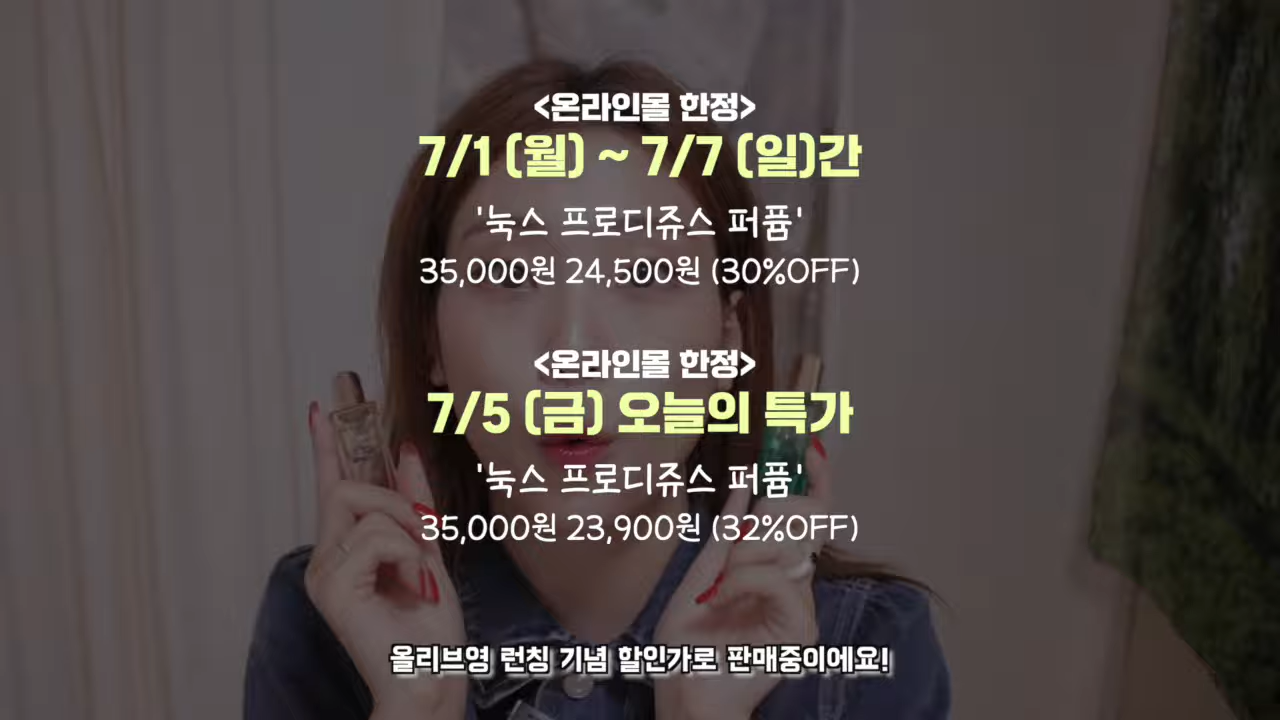 <온라인몰 한정>
7/1 (월) ~ 7/7 (일)간
'눅스 프로디쥬스 퍼퓸'
35,000원 24,500원 (30%OFF)
<온라인몰 한정>
7/5 (금) 오늘의 특가
'눅스 프로디쥬스 퍼퓸'
35,000원 23,900원 (32%OFF)
올리브영 런칭 기념 할인가로 판매중이에요!